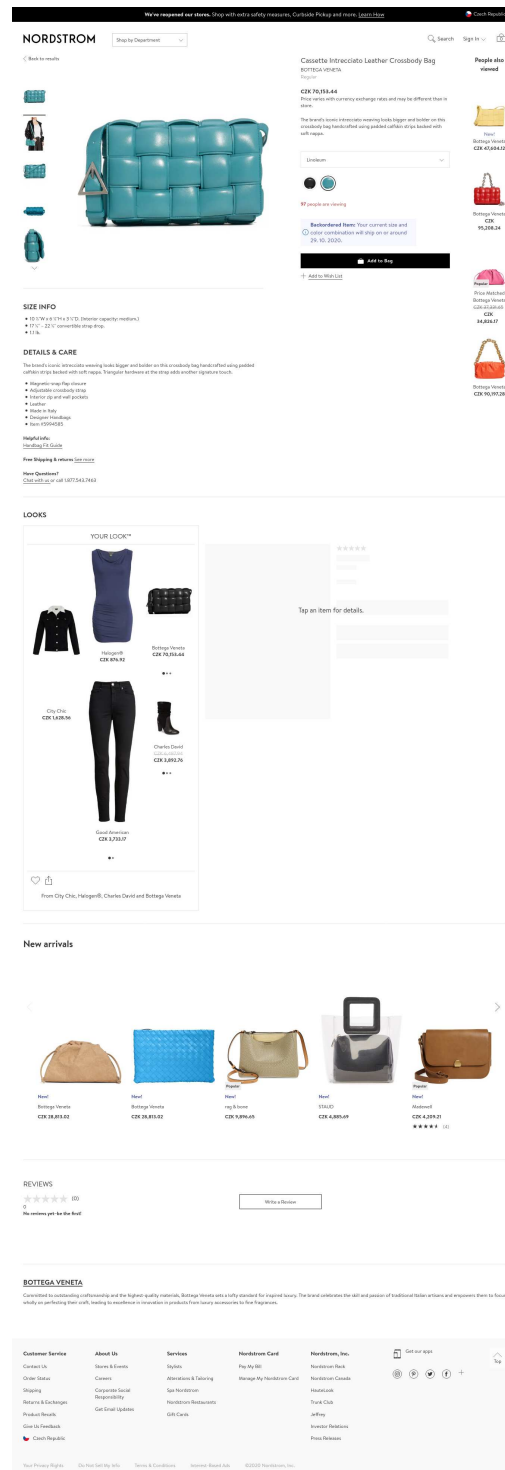 We've reopened our stores. Shop with extra safety measures, Curbside Pickup and more. Learn How
Czech Republic
NORDSTROM
Shop by Department
Search
Sign In
0
Back to results
Cassette Intrecciato Leather Crossbody Bag
BOTTEGA VENETA
Regular
CZK 70,153.44
Price varies with currency exchange rates and may be different than in
store.
The brand's iconic intrecciato weaving looks bigger and bolder on this
crossbody bag handcrafted using padded calfskin strips backed with
soft nappa.
Linoleum
97 people are viewing
Backordered Item: Your current size and
color combination will ship on or around
29. 10. 2020.
Add to Bag
Add to Wish List
People also
viewed
New!
Bottega Veneta
CZK 47,604.12
Bottega Veneta
CZK
95,208.24
Popular
Price Matched
Bottega Veneta
CZK
34,826.17
Bottega Veneta
CZK 90,197.28
SIZE INFO
• 10 ¼"W x 6 ¼"H x 3 ¼"D. (Interior capacity: medium.)
• 17 ¼" – 22 ¼" convertible strap drop.
• 1.1 lb.
DETAILS & CARE
The brand's iconic intrecciato weaving looks bigger and bolder on this crossbody bag handcrafted using padded
calfskin strips backed with soft nappa. Triangular hardware at the strap adds another signature touch.
• Magnetic-snap flap closure
• Adjustable crossbody strap
• Interior zip and wall pockets
• Leather
• Made in Italy
• Designer Handbags
• Item #5994585
Helpful info:
Handbag Fit Guide
Free Shipping & returns See more
Have Questions?
Chat with us or call 1.877.543.7463
LOOKS
YOUR LOOK™
Halogen®
CZK 876.92
Bottega Veneta
CZK 70,153.44
City Chic
CZK 1,628.56
Charles David
CZK 3,892.76
Good American
CZK 3,733.17
From City Chic, Halogen®, Charles David and Bottega Veneta
Tap an item for details.
New arrivals
New!
Bottega Veneta
CZK 28,813.02
New!
Bottega Veneta
CZK 28,813.02
Popular
New!
rag & bone
CZK 9,896.65
New!
STAUD
CZK 4,885.69
Popular
New!
Madewell
CZK 4,209.21
(4)
REVIEWS
(0)
0
No reviews yet–be the first!
Write a Review
BOTTEGA VENETA
Committed to outstanding craftsmanship and the highest-quality materials, Bottega Veneta sets a lofty standard for inspired luxury. The brand celebrates the skill and passion of traditional Italian artisans and empowers them to focus
wholly on perfecting their craft, leading to excellence in innovation in products from luxury accessories to fine fragrances.
Customer Service
Contact Us
Order Status
Shipping
Returns & Exchanges
Product Recalls
Give Us Feedback
Czech Republic
About Us
Stores & Events
Careers
Corporate Social
Responsibility
Get Email Updates
Services
Stylists
Alterations & Tailoring
Spa Nordstrom
Nordstrom Restaurants
Gift Cards
Nordstrom Card
Pay My Bill
Manage My Nordstrom Card
Nordstrom, Inc.
Nordstrom Rack
Nordstrom Canada
HauteLook
Trunk Club
Jeffrey
Investor Relations
Press Releases
Get our apps
Top
Your Privacy Rights
Do Not Sell My Info
Terms & Conditions
Interest-Based Ads
©2020 Nordstrom, Inc.